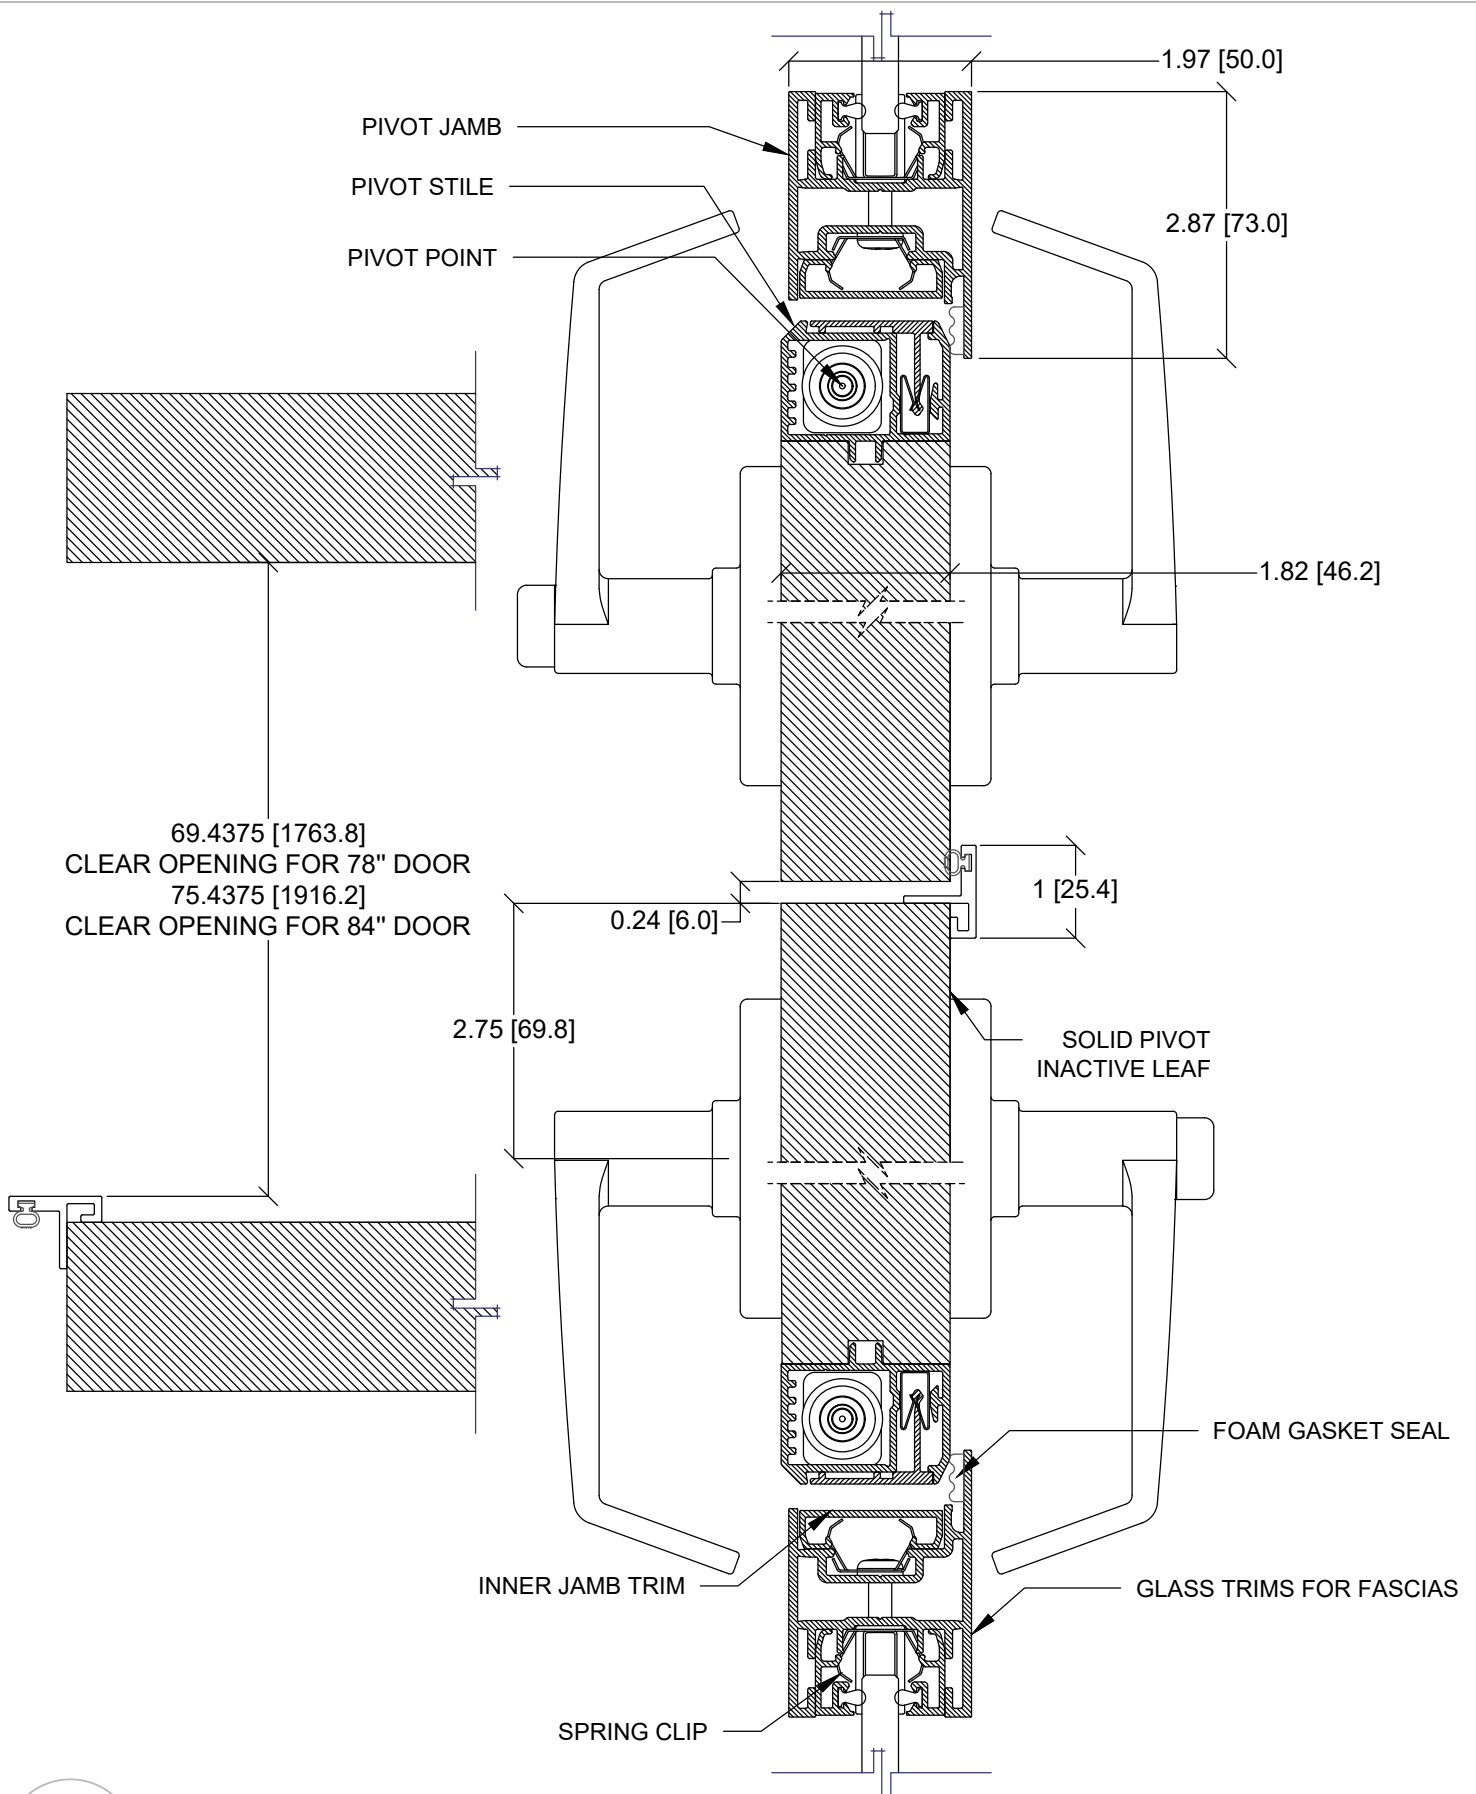 1.97 [50.0]
PIVOT JAMB
PIVOT STILE
2.87 [73.0]
PIVOT POINT
1.82 [46.2]
69.4375 [1763.8]
CLEAR OPENING FOR 78" DOOR
75.4375 [1916.2]
CLEAR OPENING FOR 84" DOOR
1 [25.4]
0.24 [6.0]
2.75 [69.8]
SOLID PIVOT
INACTIVE LEAF
FOAM GASKET SEAL
INNER JAMB TRIM
GLASS TRIMS FOR FASCIAS
SPRING CLIP